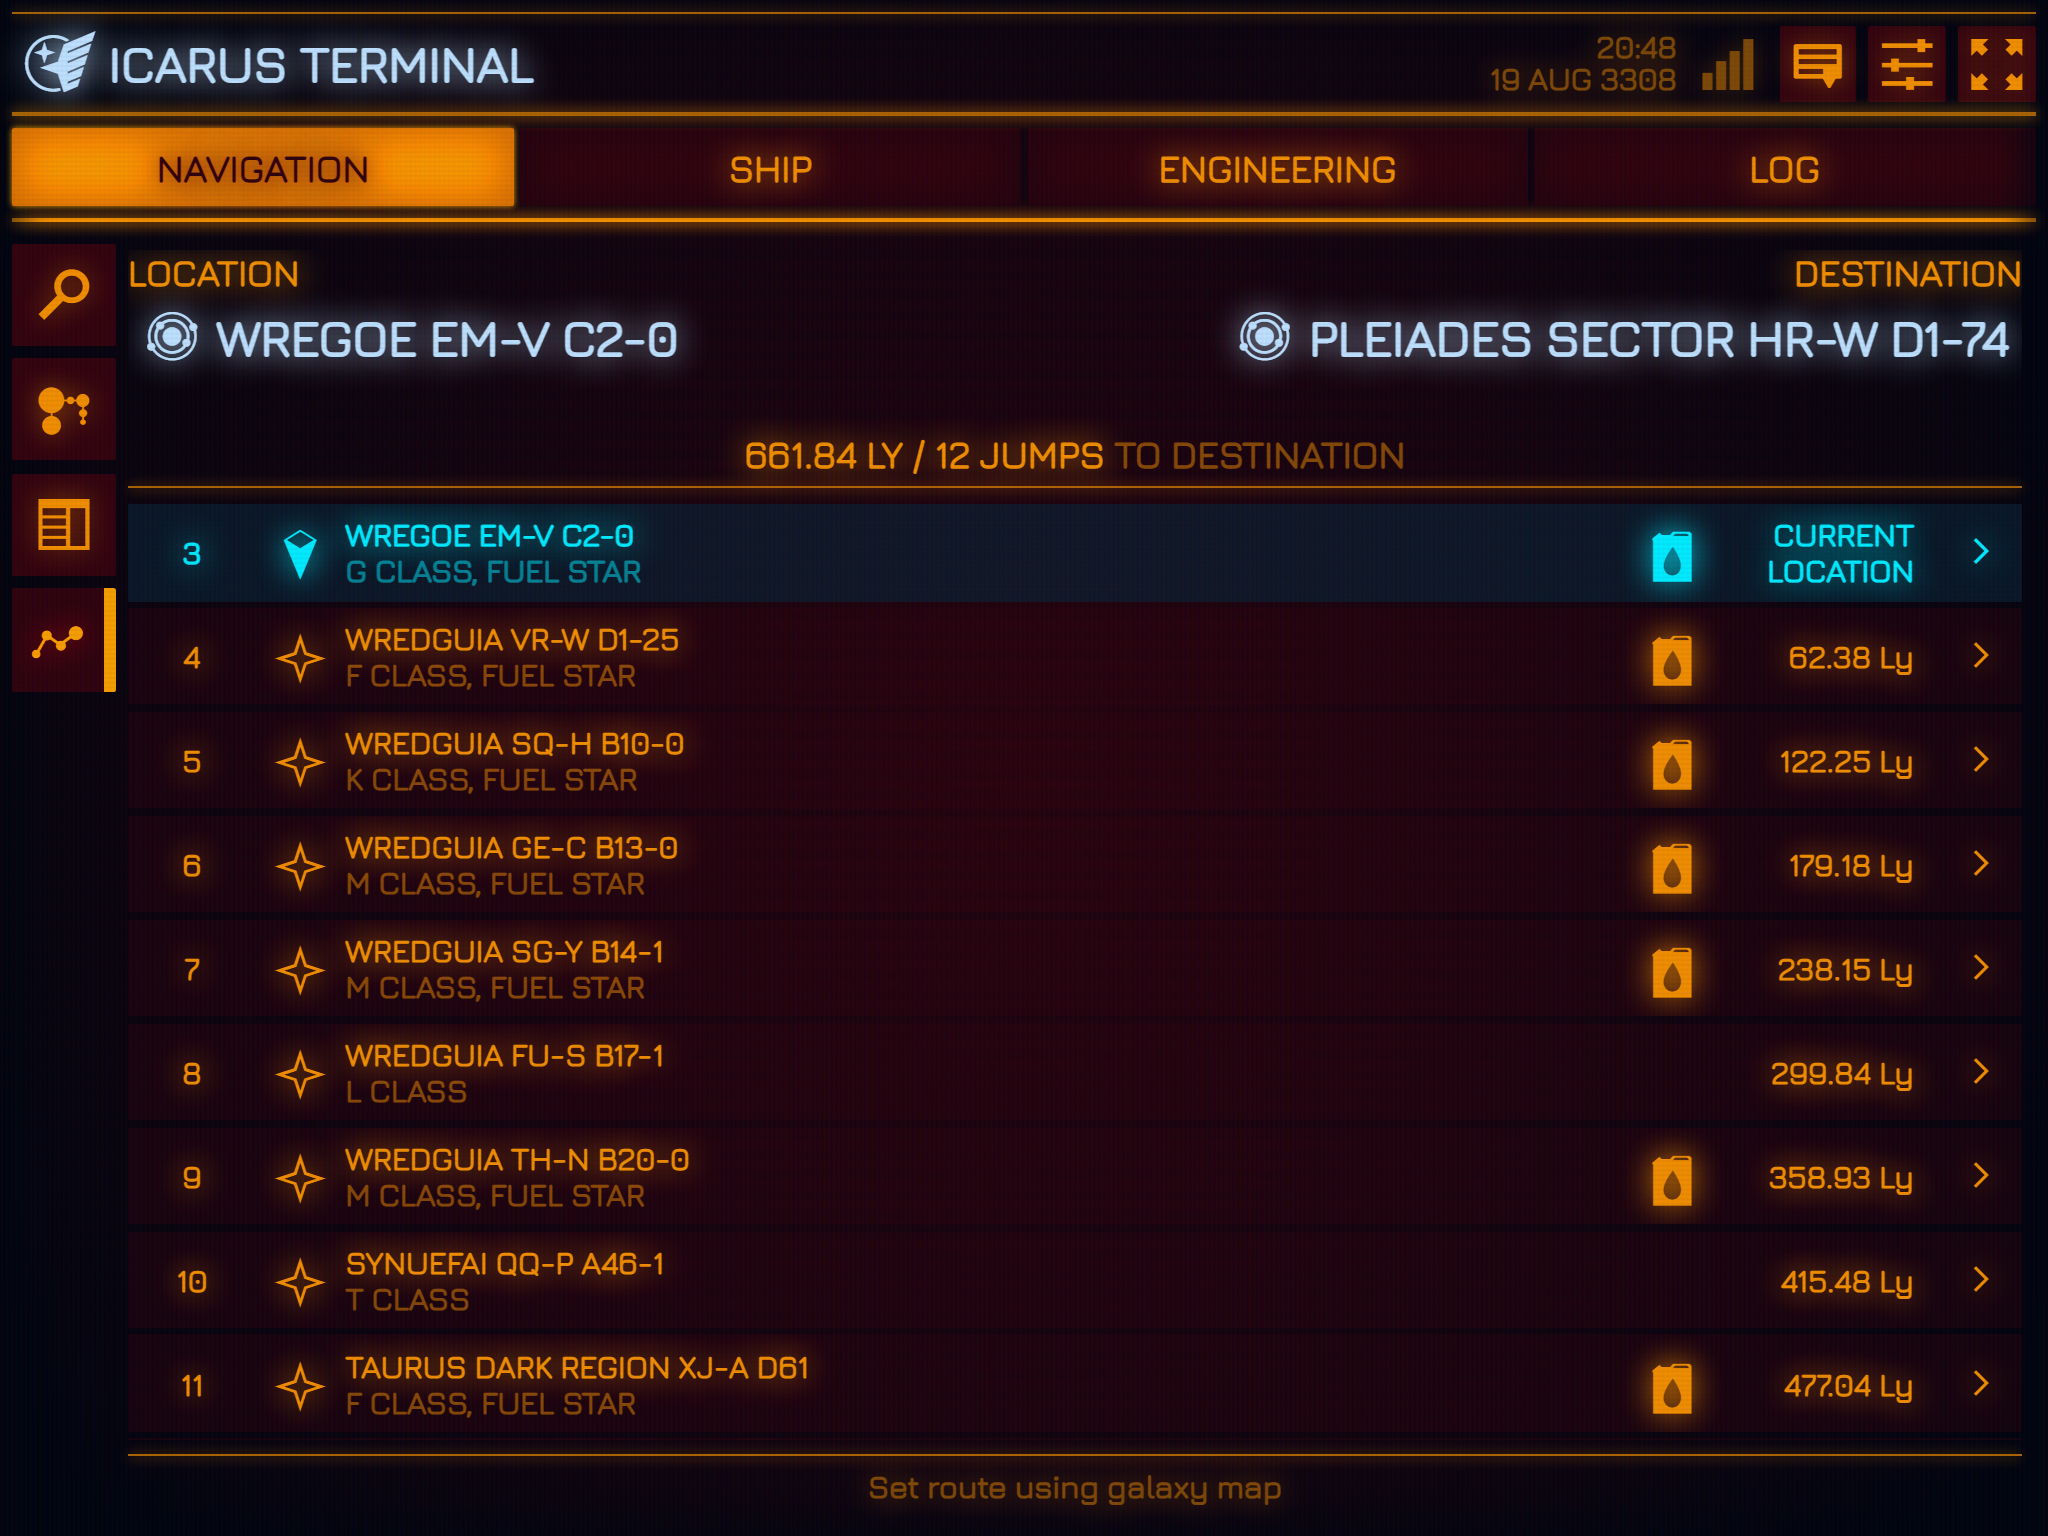 ICARUS TERMINAL
20:48
19 AUG 3308
NAVIGATION
SHIP
ENGINEERING
LOG
LOCATION
DESTINATION
WREGOE EM-V C2-0
PLEIADES SECTOR HR-W D1-74
661.84 LY / 12 JUMPS TO DESTINATION
3
WREGOE EM-V C2-0
G CLASS, FUEL STAR
CURRENT
LOCATION
4
WREDGUIA VR-W D1-25
F CLASS, FUEL STAR
62.38 Ly
5
WREDGUIA SQ-H B10-0
K CLASS, FUEL STAR
122.25 Ly
6
WREDGUIA GE-C B13-0
M CLASS, FUEL STAR
179.18 Ly
7
WREDGUIA SG-Y B14-1
M CLASS, FUEL STAR
238.15 Ly
8
WREDGUIA FU-S B17-1
L CLASS
299.84 Ly
9
WREDGUIA TH-N B20-0
M CLASS, FUEL STAR
358.93 Ly
10
SYNUEFAI QQ-P A46-1
T CLASS
415.48 Ly
11
TAURUS DARK REGION XJ-A D61
F CLASS, FUEL STAR
477.04 Ly
Set route using galaxy map